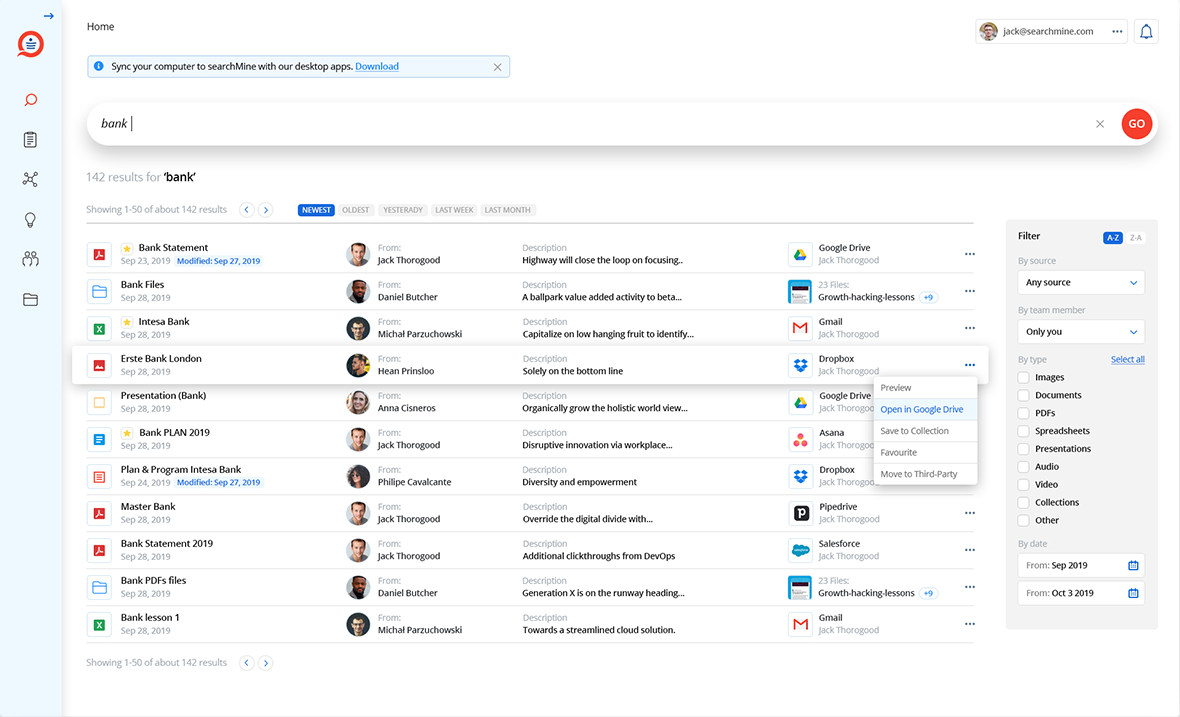 Home
jack@searchmine.com
Sync your computer to searchMine with our desktop apps. Download
bank
GO
142 results for 'bank'
Showing 1-50 of about 142 results
NEWEST OLDEST YESTERADY LAST WEEK LAST MONTH
Bank Statement From: Description Google Drive
Sep 23, 2019 Modified: Sep 27, 2019 Jack Thorogood Highway will close the loop on focusing.. Jack Thorogood
Bank Files From: Description 23 Files:
Sep 28, 2019 Daniel Butcher A ballpark value added activity to beta... Growth-hacking-lessons +9
Intesa Bank From: Description Gmail
Sep 28, 2019 Michał Parzuchowski Capitalize on low hanging fruit to identify... Jack Thorogood
Erste Bank London From: Description Dropbox
Sep 28, 2019 Hean Prinsloo Solely on the bottom line Jack Thorogood
Presentation (Bank) From: Description Google Drive
Sep 28, 2019 Anna Cisneros Organically grow the holistic world view... Jack Thorogood
Bank PLAN 2019 From: Description Asana
Sep 28, 2019 Jack Thorogood Disruptive innovation via workplace... Jack Thorogood
Plan & Program Intesa Bank From: Description Dropbox
Sep 24, 2019 Modified: Sep 27, 2019 Philipe Cavalcante Diversity and empowerment Jack Thorogood
Master Bank From: Description Pipedrive
Sep 28, 2019 Jack Thorogood Override the digital divide with... Jack Thorogood
Bank Statement 2019 From: Description Salesforce
Sep 28, 2019 Jack Thorogood Additional clickthroughs from DevOps Jack Thorogood
Bank PDFs files From: Description 23 Files:
Sep 28, 2019 Daniel Butcher Generation X is on the runway heading... Growth-hacking-lessons +9
Bank lesson 1 From: Description Gmail
Sep 28, 2019 Michał Parzuchowski Towards a streamlined cloud solution. Jack Thorogood
Showing 1-50 of about 142 results
Preview
Open in Google Drive
Save to Collection
Favourite
Move to Third-Party
Filter A-Z Z-A
By source
Any source
By team member
Only you
By type Select all
Images
Documents
PDFs
Spreadsheets
Presentations
Audio
Video
Collections
Other
By date
From: Sep 2019
From: Oct 3 2019